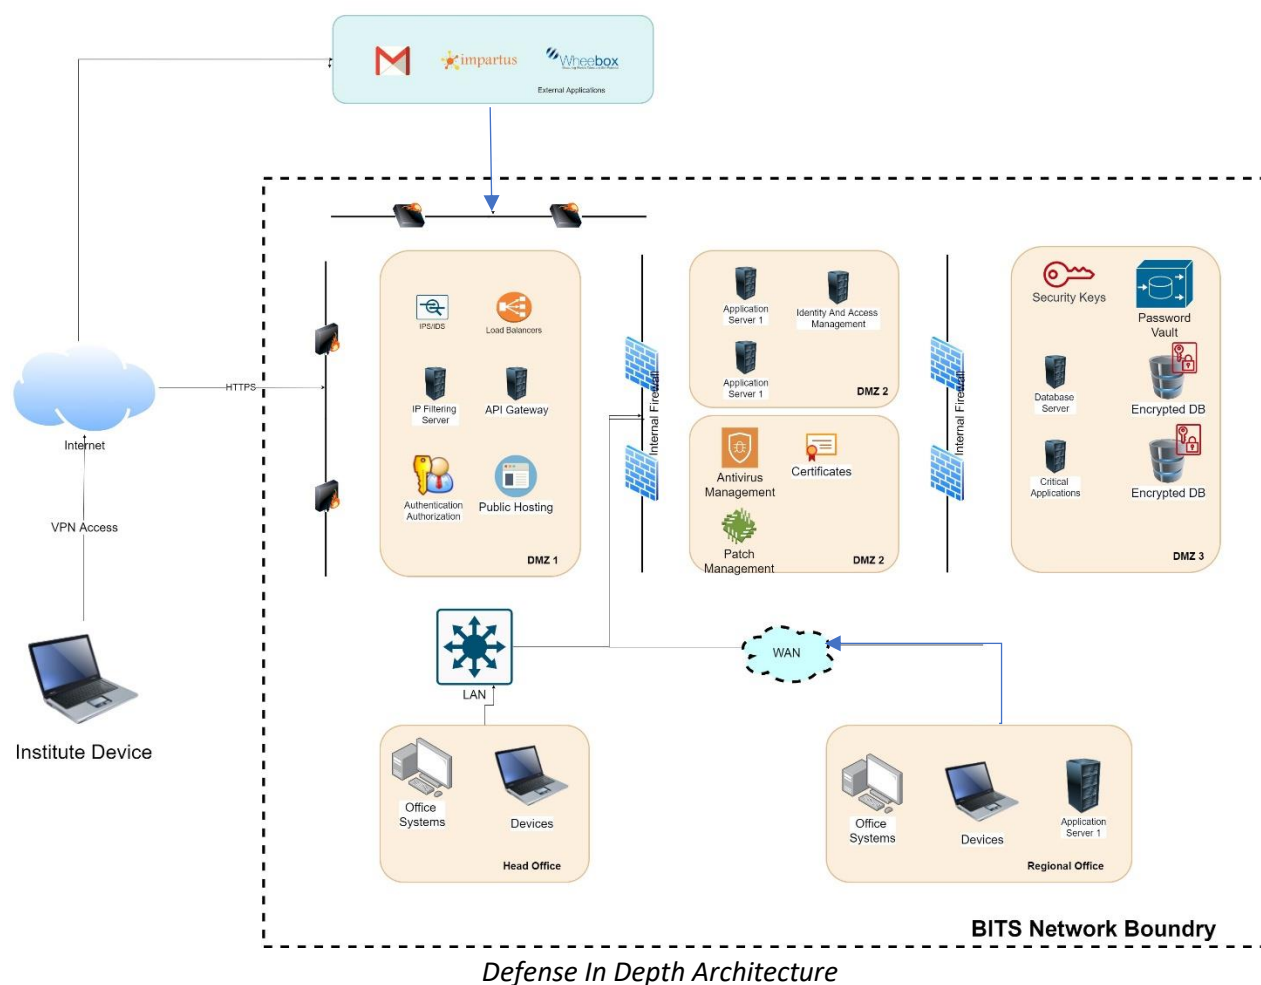 impartus
Wheebox
External Applications
IPS/IDS
Load Balancers
IP Filtering
Server
API Gateway
Authentication
Authorization
Public Hosting
DMZ 1
Internal Firewall
Application
Server 1
Identity And Access
Management
Application
Server 1
DMZ 2
Antivirus
Management
Certificates
Patch
Management
DMZ 2
Internal Firewall
Security Keys
Password
Vault
Database
Server
Encrypted DB
Critical
Applications
Encrypted DB
DMZ 3
HTTPS
Internet
VPN Access
Institute Device
LAN
WAN
Office
Systems
Devices
Head Office
Office
Systems
Devices
Application
Server 1
Regional Office
BITS Network Boundry
Defense In Depth Architecture